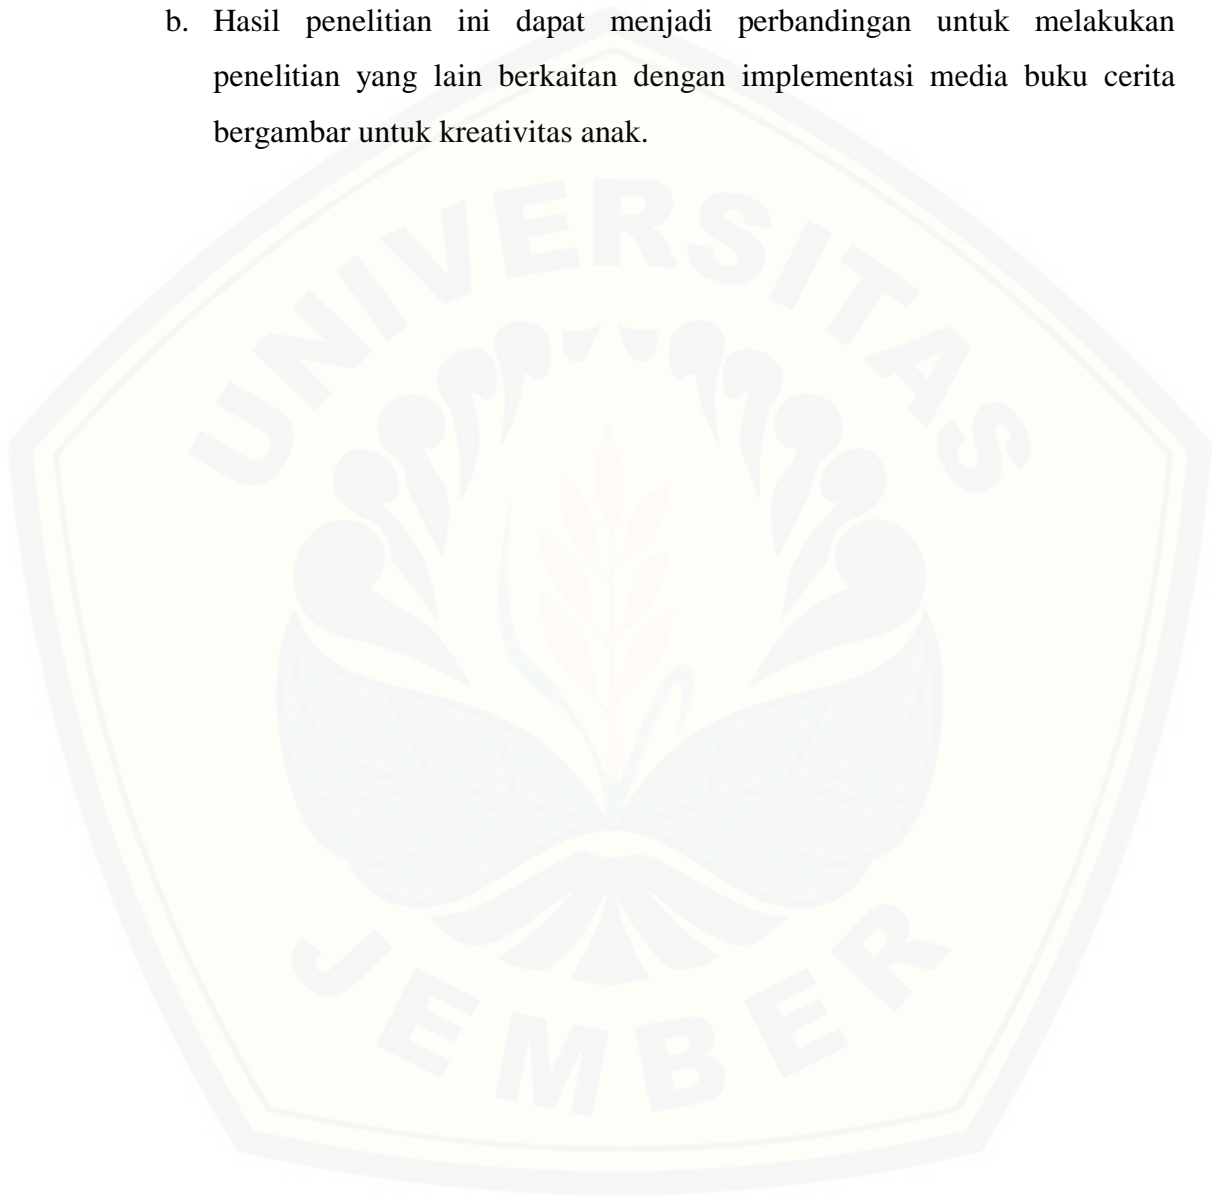 b. Hasil penelitian ini dapat menjadi perbandingan untuk melakukan
penelitian yang lain berkaitan dengan implementasi media buku cerita
bergambar untuk kreativitas anak.
UNIVERSITAS
JEMBER